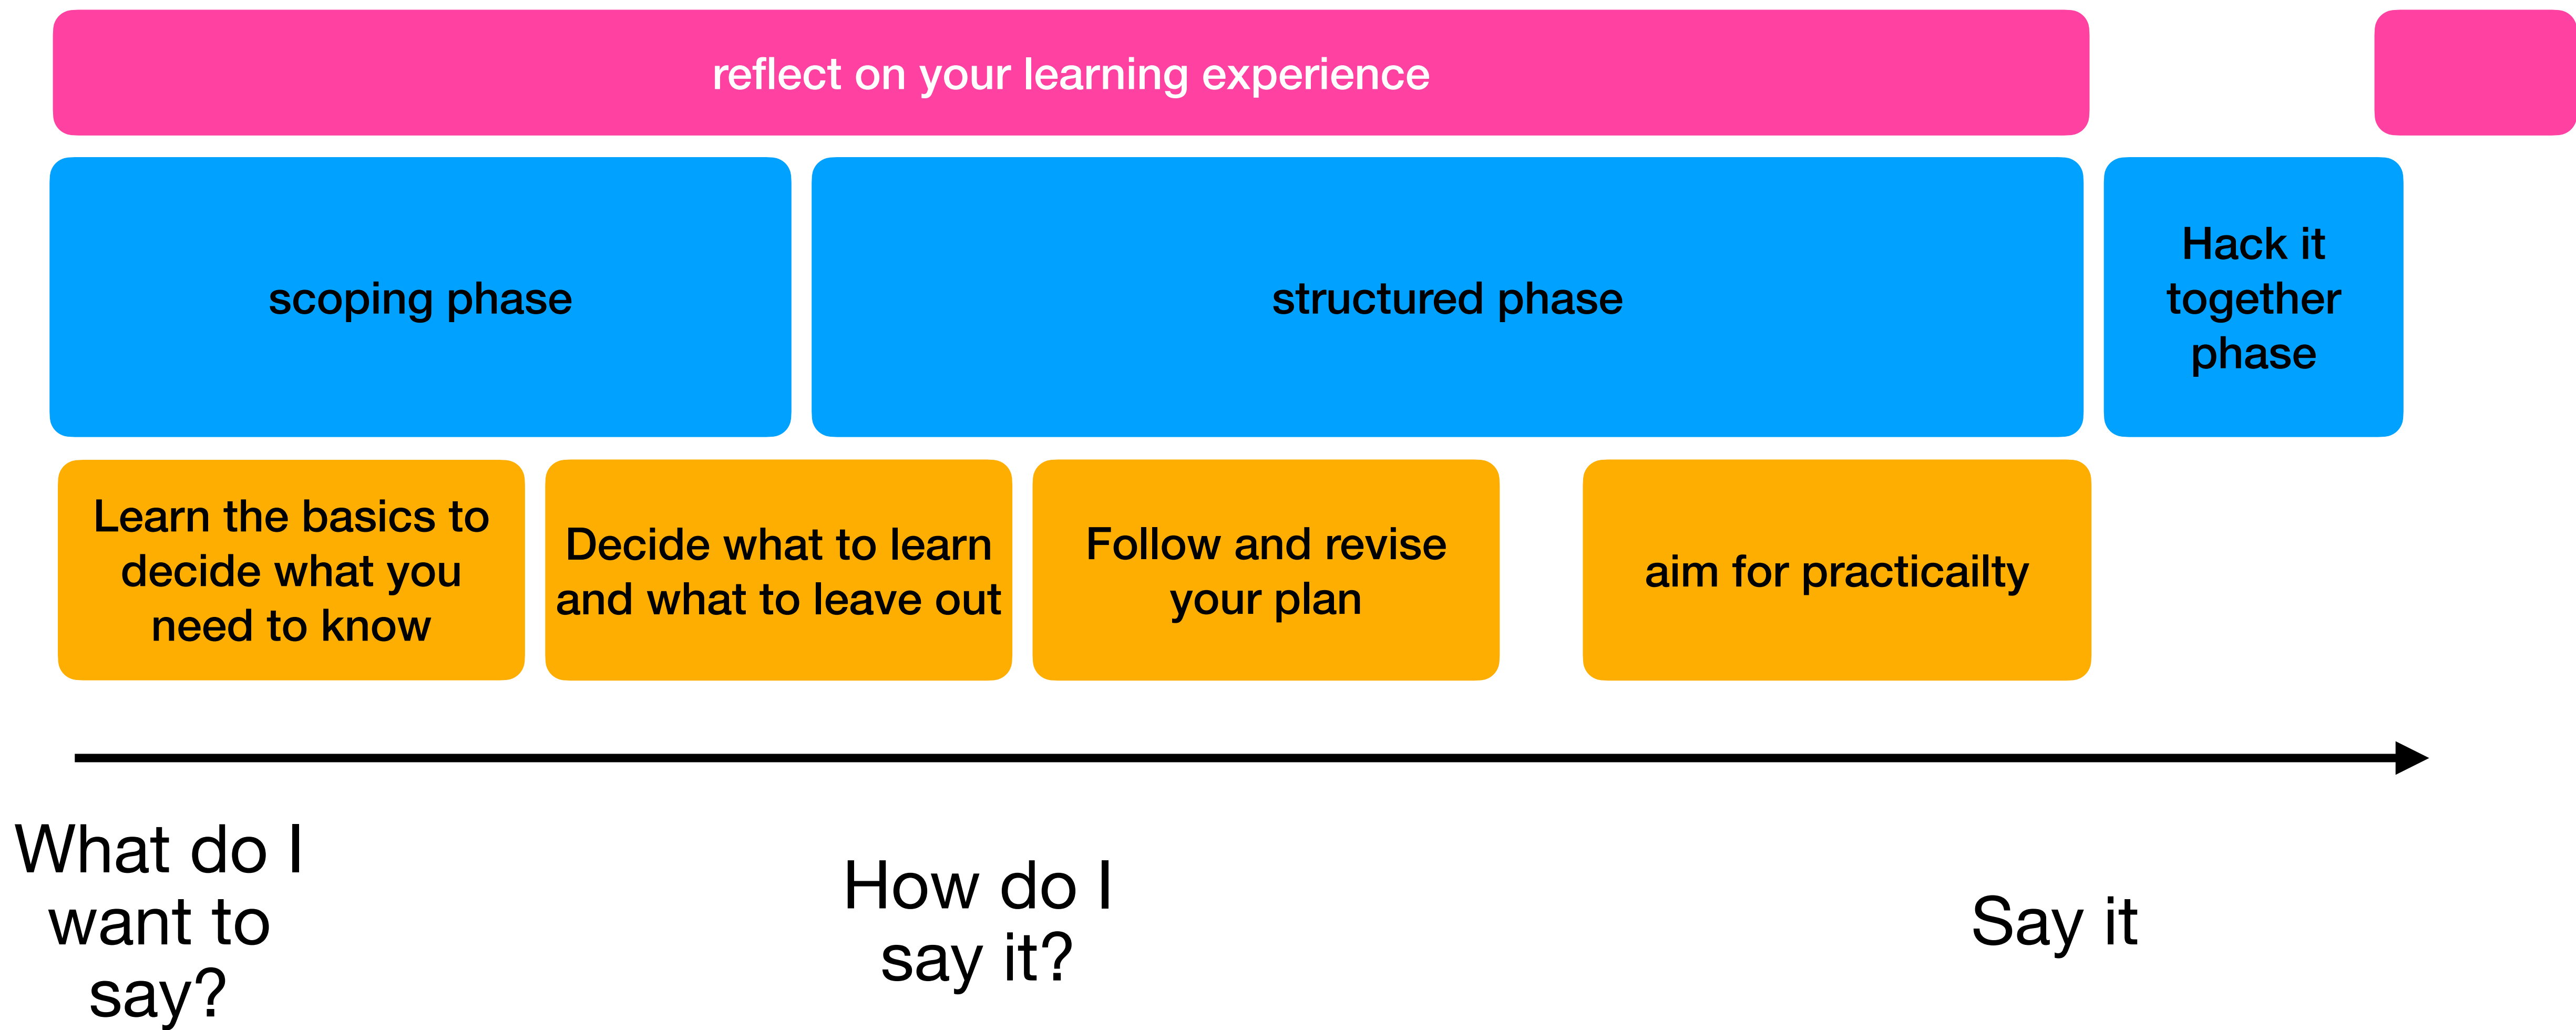 reflect on your learning experience
scoping phase
structured phase
Hack it
together
phase
Learn the basics to
decide what you
need to know
Decide what to learn
and what to leave out
Follow and revise
your plan
aim for practicailty
What do I
want to
say?
How do I
say it?
Say it